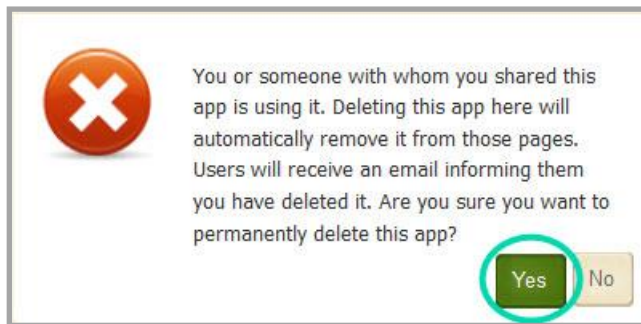 You or someone with whom you shared this
app is using it. Deleting this app here will
automatically remove it from those pages.
Users will receive an email informing them
you have deleted it. Are you sure you want to
permanently delete this app?
Yes No